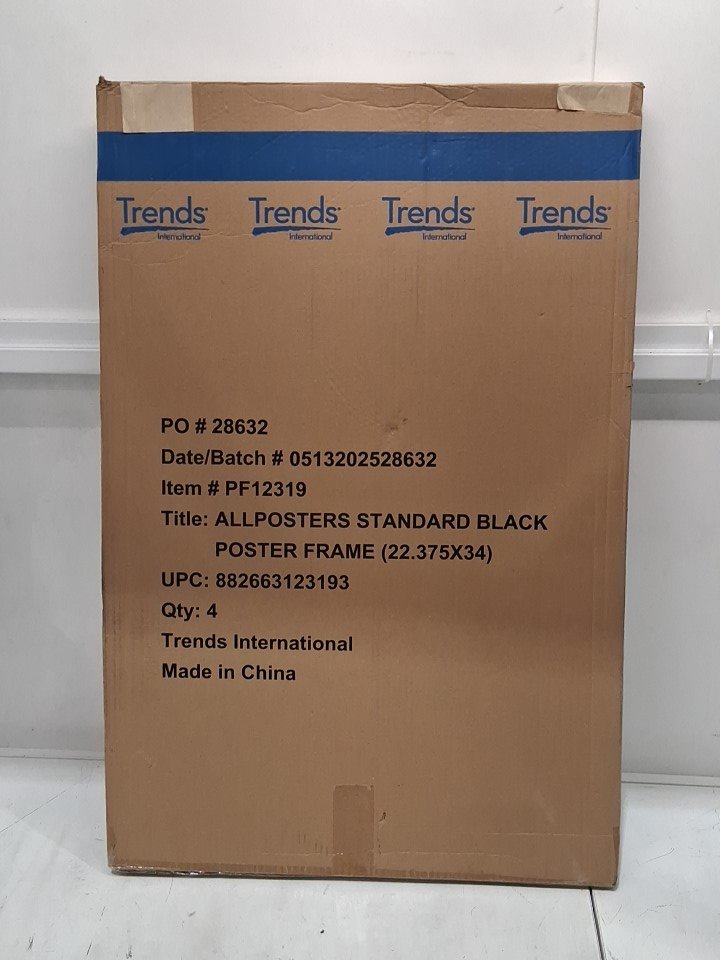 Trends International
Trends International
Trends International
Trends International
PO # 28632
Date/Batch # 0513202528632
Item # PF12319
Title: ALLPOSTERS STANDARD BLACK
POSTER FRAME (22.375X34)
UPC: 882663123193
Qty: 4
Trends International
Made in China